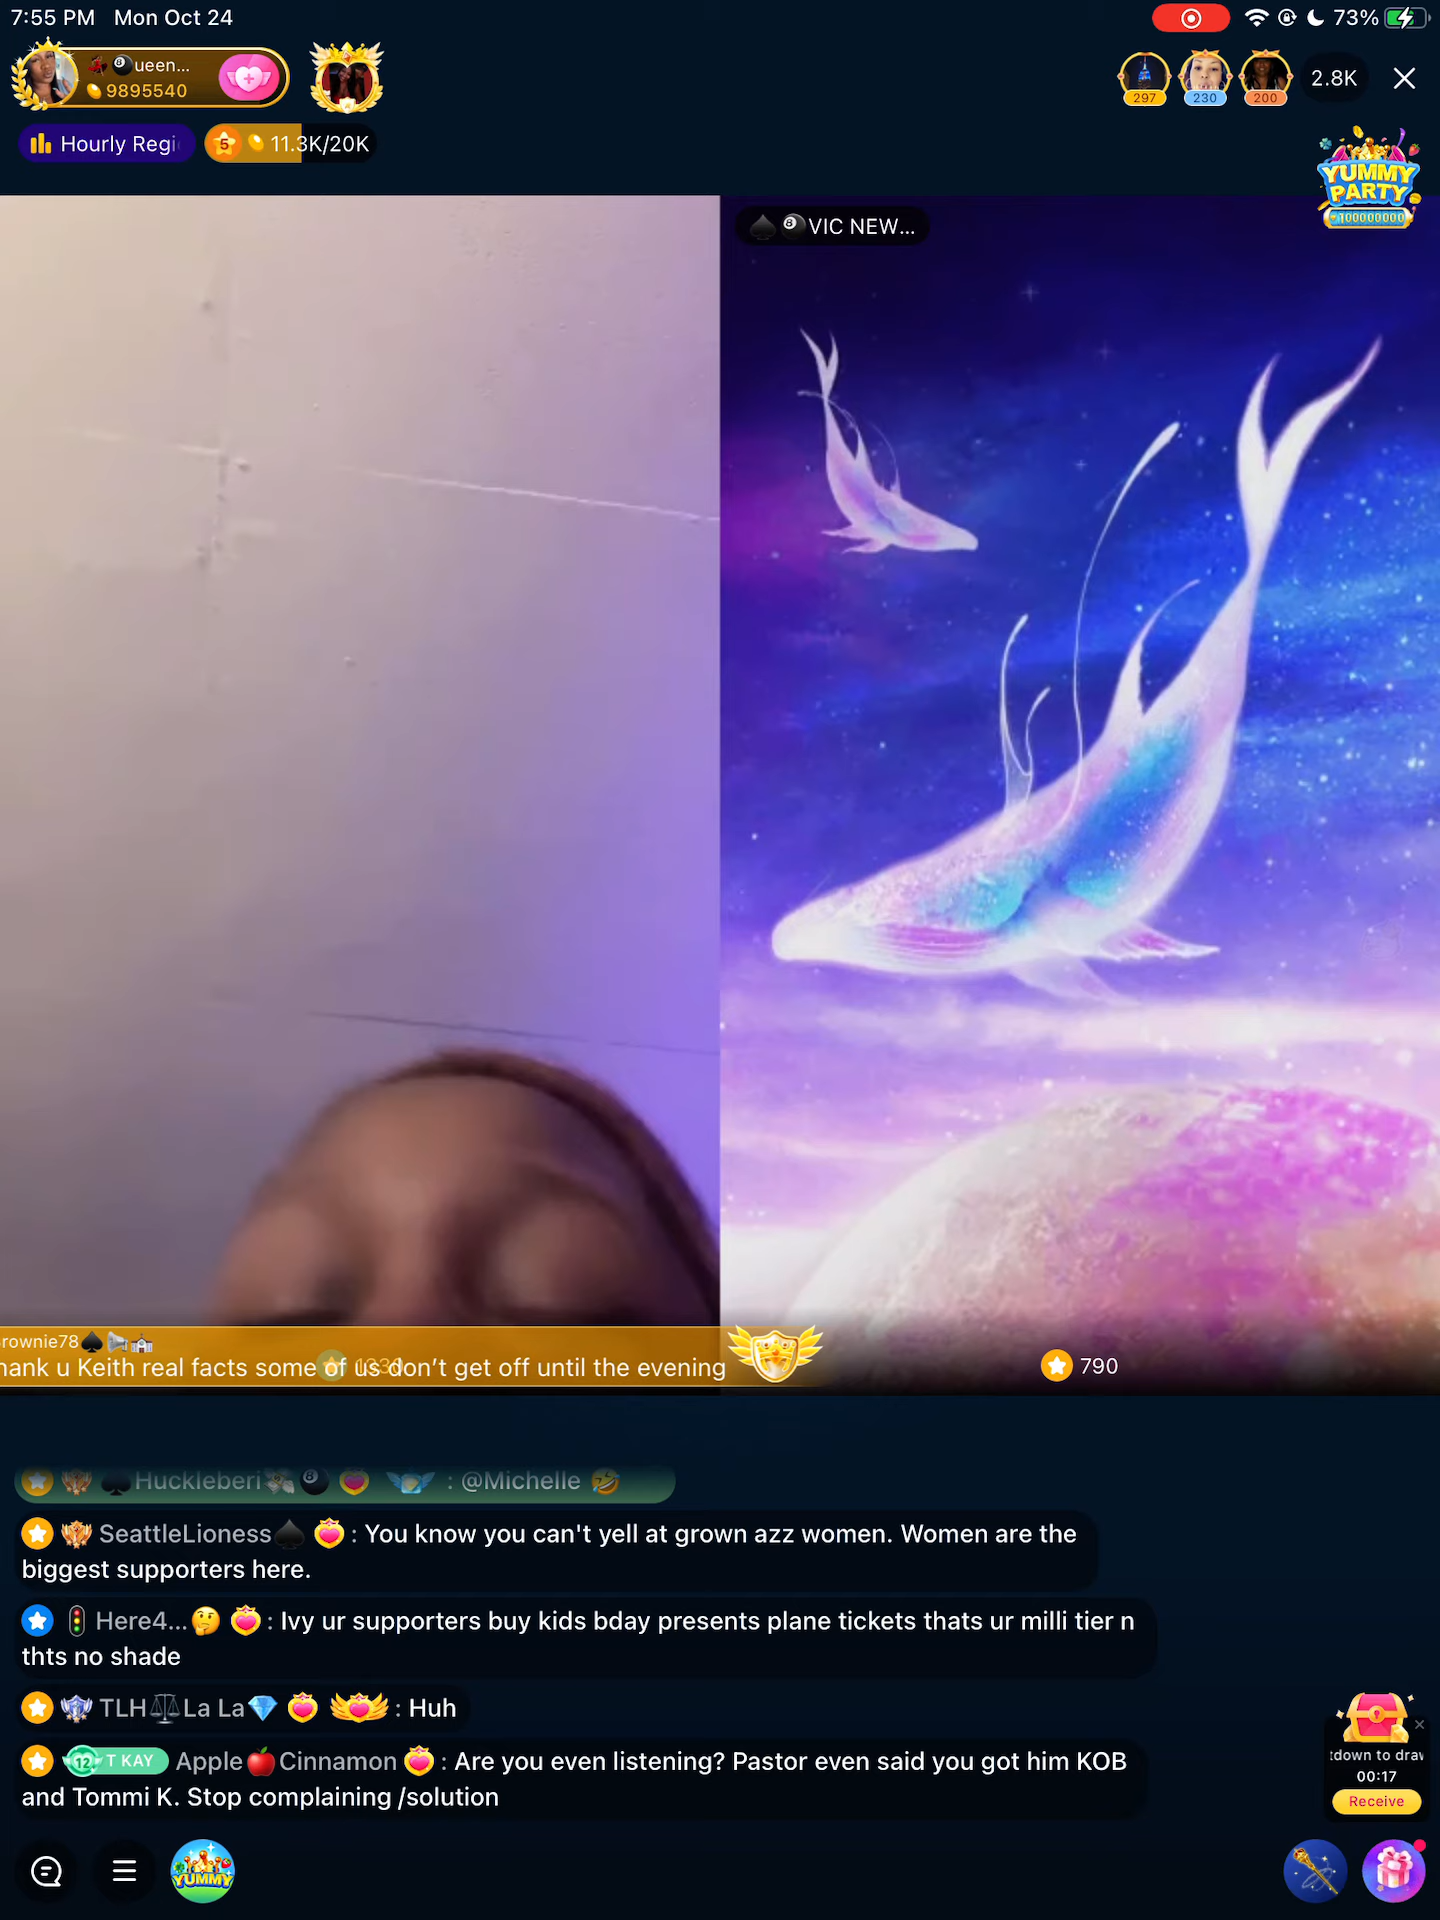 7:55 PM Mon Oct 24
73%
ueen...
9895540
297
230
200
2.8K
Hourly Regi
5
11.3K/20K
YUMMY
PARTY
100000000
VIC NEW...
rownie78
hank u Keith real facts some of us don't get off until the evening
790
Huckleberi : @Michelle
SeattleLioness : You know you can't yell at grown azz women. Women are the
biggest supporters here.
Here4... : Ivy ur supporters buy kids bday presents plane tickets thats ur milli tier n
thts no shade
TLH La La : Huh
12 T KAY Apple Cinnamon : Are you even listening? Pastor even said you got him KOB
and Tommi K. Stop complaining /solution
tdown to drav
00:17
Receive
YUMMY